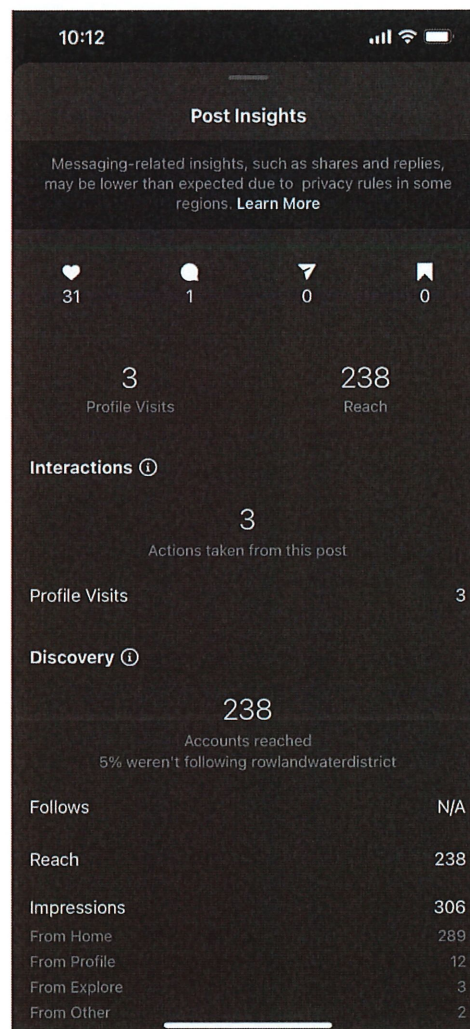 10:12
Post Insights
Messaging-related insights, such as shares and replies,
may be lower than expected due to privacy rules in some
regions. Learn More
31 1 0 0
3 238
Profile Visits Reach
Interactions
3
Actions taken from this post
Profile Visits 3
Discovery
238
Accounts reached
5% weren't following rowlandwaterdistrict
Follows N/A
Reach 238
Impressions 306
From Home 289
From Profile 12
From Explore 3
From Other 2